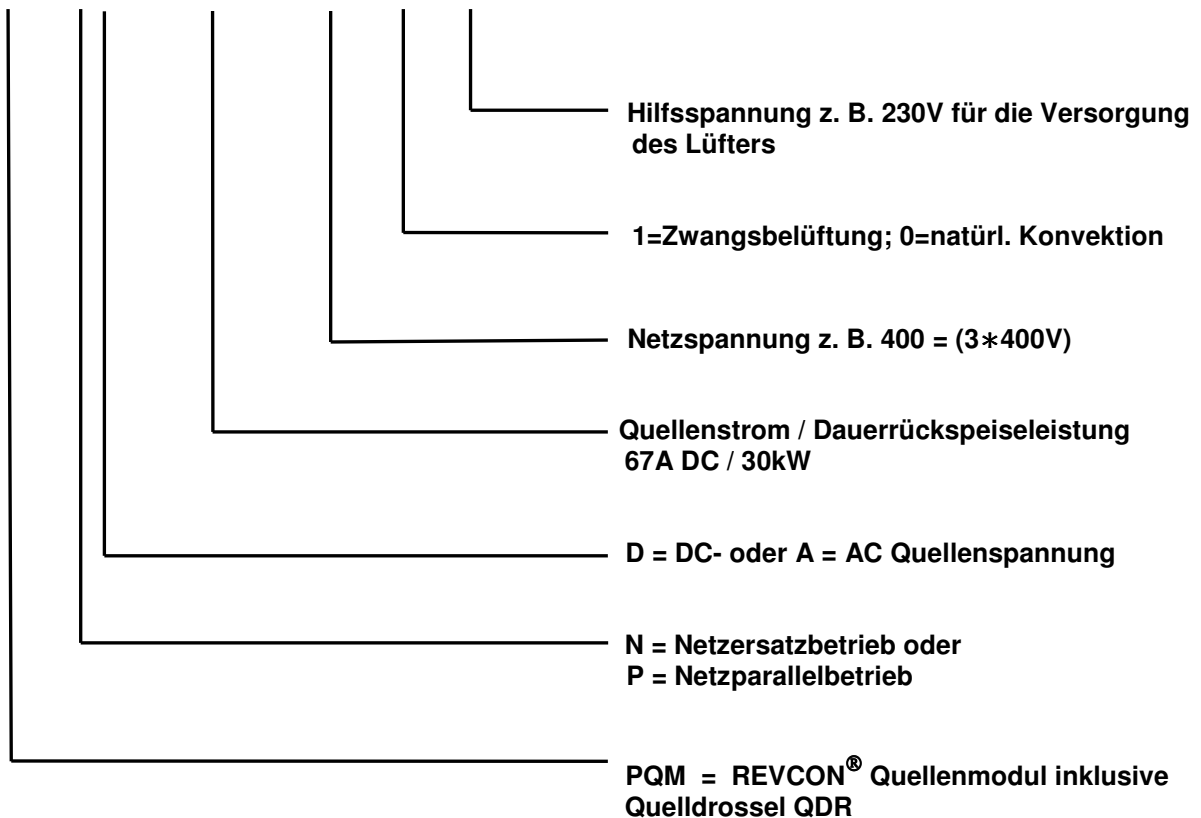 Hilfsspannung z. B. 230V für die Versorgung
des Lüfters
1=Zwangsbelüftung; 0=natürl. Konvektion
Netzspannung z. B. 400 = (3*400V)
Quellenstrom / Dauerrückspeiseleistung
67A DC / 30kW
D = DC- oder A = AC Quellenspannung
N = Netzersatzbetrieb oder
P = Netzparallelbetrieb
PQM = REVCON® Quellenmodul inklusive
Quelldrossel QDR